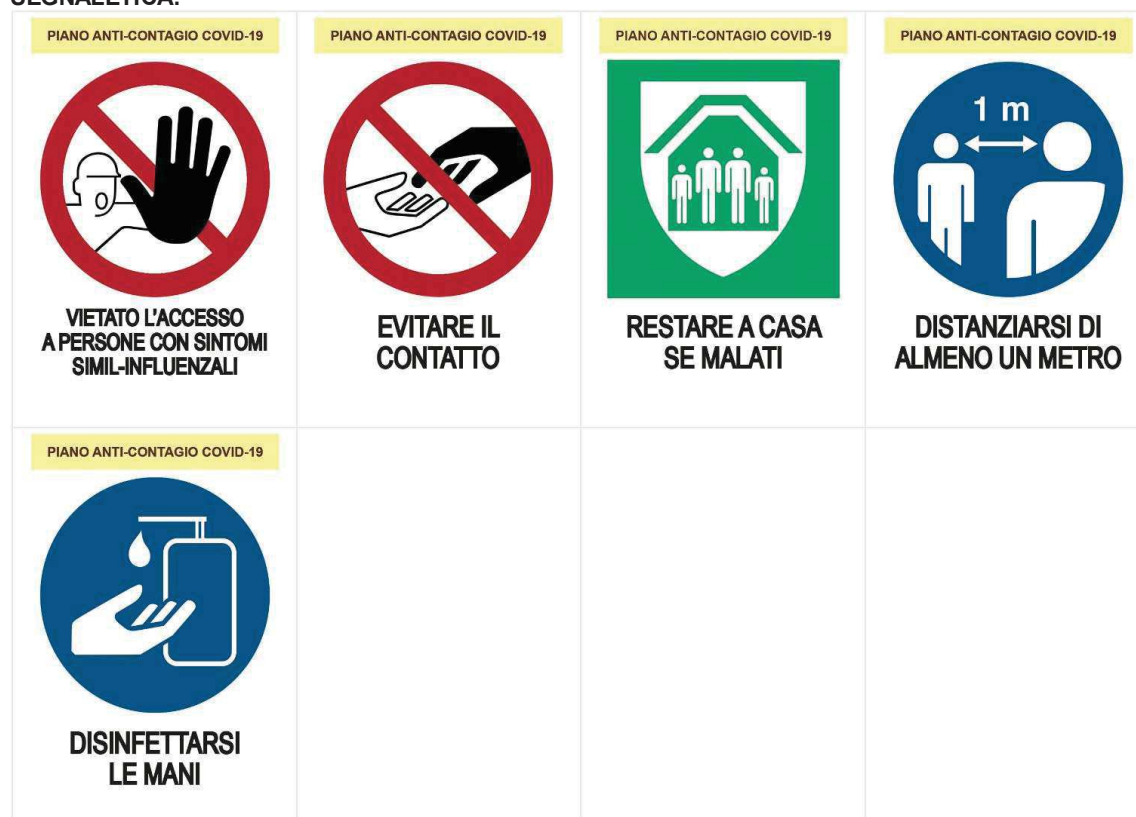 SEGNALETICA:
PIANO ANTI-CONTAGIO COVID-19
VIETATO L'ACCESSO
A PERSONE CON SINTOMI
SIMIL-INFLUENZALI
PIANO ANTI-CONTAGIO COVID-19
EVITARE IL
CONTATTO
PIANO ANTI-CONTAGIO COVID-19
RESTARE A CASA
SE MALATI
PIANO ANTI-CONTAGIO COVID-19
1 m
DISTANZIARSI DI
ALMENO UN METRO
PIANO ANTI-CONTAGIO COVID-19
DISINFETTARSI
LE MANI